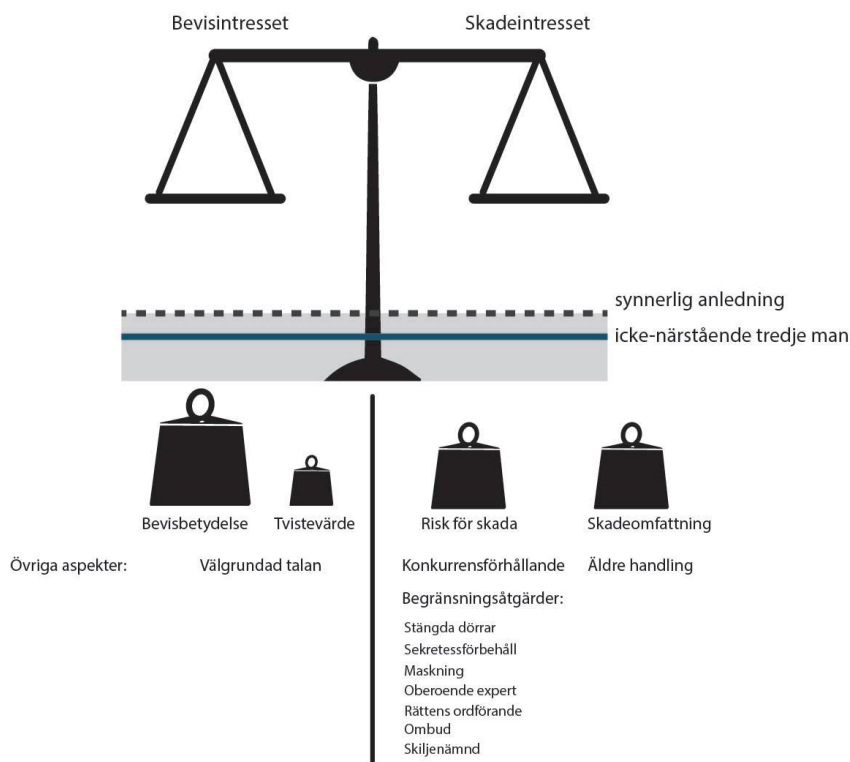 Bevisintresset Skadeintresset
synnerlig anledning
icke-närstående tredje man
Bevisbetydelse Tvistevärde Risk för skada Skadeomfattning
Övriga aspekter: Välgrundad talan Konkurrensförhållande Äldre handling
Begränsningsåtgärder:
Stängda dörrar
Sekretessförbehåll
Maskning
Oberoende expert
Rättens ordförande
Ombud
Skiljenämnd